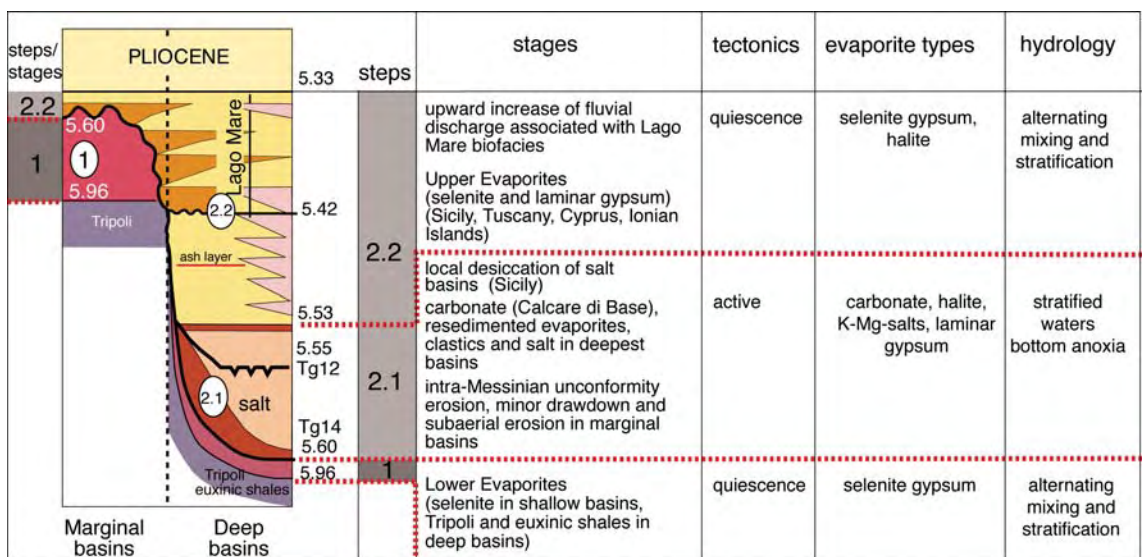 steps/
stages
PLIOCENE
5.33
steps
stages
tectonics
evaporite types
hydrology
2.2
1
5.60
1
5.96
Tripoli
Lago Mare
2.2
5.42
ash layer
5.53
5.55
Tg12
2.1
salt
Tg14
5.60
5.96
Tripoli
euxinic shales
Marginal
basins
Deep
basins
2.2
2.1
1
upward increase of fluvial
discharge associated with Lago
Mare biofacies
Upper Evaporites
(selenite and laminar gypsum)
(Sicily, Tuscany, Cyprus, Ionian
Islands)
quiescence
selenite gypsum,
halite
alternating
mixing and
stratification
local desiccation of salt
basins (Sicily)
carbonate (Calcare di Base),
resedimented evaporites,
clastics and salt in deepest
basins
intra-Messinian unconformity
erosion, minor drawdown and
subaerial erosion in marginal
basins
active
carbonate, halite,
K-Mg-salts, laminar
gypsum
stratified
waters
bottom anoxia
Lower Evaporites
(selenite in shallow basins,
Tripoli and euxinic shales in
deep basins)
quiescence
selenite gypsum
alternating
mixing and
stratification